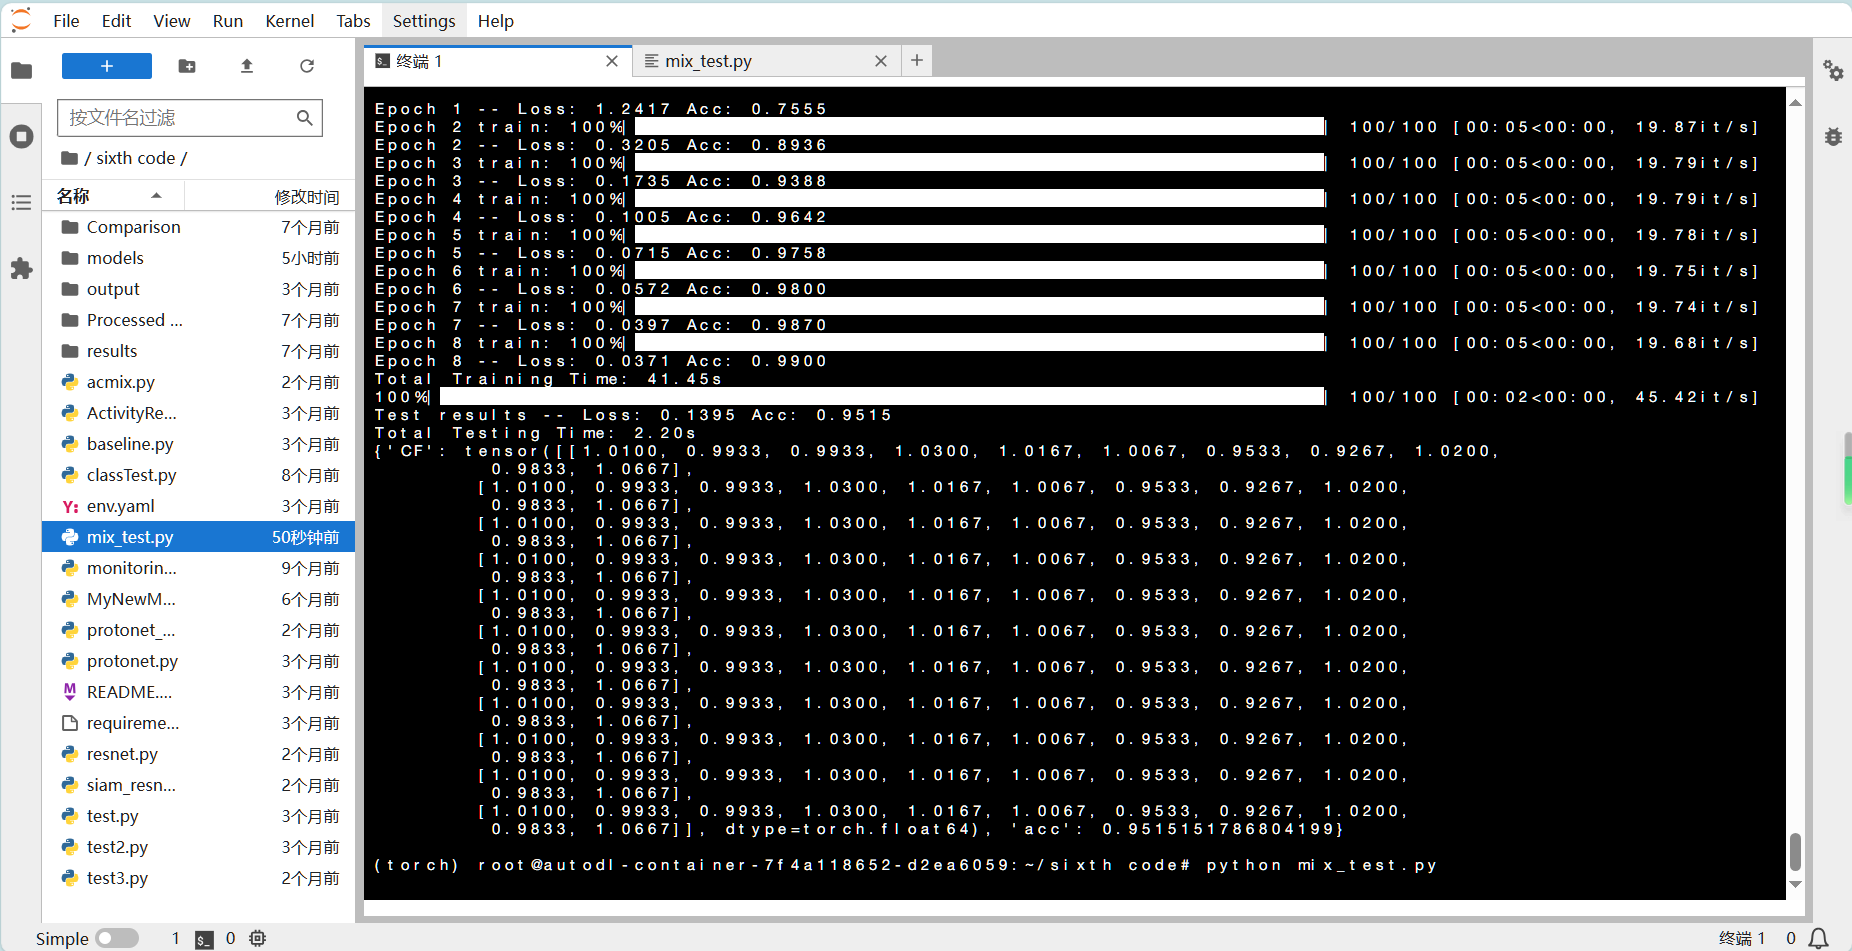 File Edit View Run Kernel Tabs Settings Help
终端 1
mix_test.py
按文件名过滤
/ sixth code /
名称 修改时间
Comparison 7个月前
models 5小时前
output 3个月前
Processed ... 7个月前
results 7个月前
acmix.py 2个月前
ActivityRe... 3个月前
baseline.py 3个月前
classTest.py 8个月前
env.yaml 3个月前
mix_test.py 50秒钟前
monitorin... 9个月前
MyNewM... 6个月前
protonet_... 2个月前
protonet.py 3个月前
README.... 3个月前
requireme... 3个月前
resnet.py 2个月前
siam_resn... 2个月前
test.py 3个月前
test2.py 3个月前
test3.py 2个月前
Epoch 1 -- Loss: 1.2417 Acc: 0.7555
Epoch 2 train: 100%| | 100/100 [00:05<00:00, 19.87it/s]
Epoch 2 -- Loss: 0.3205 Acc: 0.8936
Epoch 3 train: 100%| | 100/100 [00:05<00:00, 19.79it/s]
Epoch 3 -- Loss: 0.1735 Acc: 0.9388
Epoch 4 train: 100%| | 100/100 [00:05<00:00, 19.79it/s]
Epoch 4 -- Loss: 0.1005 Acc: 0.9642
Epoch 5 train: 100%| | 100/100 [00:05<00:00, 19.78it/s]
Epoch 5 -- Loss: 0.0715 Acc: 0.9758
Epoch 6 train: 100%| | 100/100 [00:05<00:00, 19.75it/s]
Epoch 6 -- Loss: 0.0572 Acc: 0.9800
Epoch 7 train: 100%| | 100/100 [00:05<00:00, 19.74it/s]
Epoch 7 -- Loss: 0.0397 Acc: 0.9870
Epoch 8 train: 100%| | 100/100 [00:05<00:00, 19.68it/s]
Epoch 8 -- Loss: 0.0371 Acc: 0.9900
Total Training Time: 41.45s
100%| | 100/100 [00:02<00:00, 45.42it/s]
Test results -- Loss: 0.1395 Acc: 0.9515
Total Testing Time: 2.20s
{'CF': tensor([[1.0100, 0.9933, 0.9933, 1.0300, 1.0167, 1.0067, 0.9533, 0.9267, 1.0200,
0.9833, 1.0667],
[1.0100, 0.9933, 0.9933, 1.0300, 1.0167, 1.0067, 0.9533, 0.9267, 1.0200,
0.9833, 1.0667],
[1.0100, 0.9933, 0.9933, 1.0300, 1.0167, 1.0067, 0.9533, 0.9267, 1.0200,
0.9833, 1.0667],
[1.0100, 0.9933, 0.9933, 1.0300, 1.0167, 1.0067, 0.9533, 0.9267, 1.0200,
0.9833, 1.0667],
[1.0100, 0.9933, 0.9933, 1.0300, 1.0167, 1.0067, 0.9533, 0.9267, 1.0200,
0.9833, 1.0667],
[1.0100, 0.9933, 0.9933, 1.0300, 1.0167, 1.0067, 0.9533, 0.9267, 1.0200,
0.9833, 1.0667],
[1.0100, 0.9933, 0.9933, 1.0300, 1.0167, 1.0067, 0.9533, 0.9267, 1.0200,
0.9833, 1.0667],
[1.0100, 0.9933, 0.9933, 1.0300, 1.0167, 1.0067, 0.9533, 0.9267, 1.0200,
0.9833, 1.0667],
[1.0100, 0.9933, 0.9933, 1.0300, 1.0167, 1.0067, 0.9533, 0.9267, 1.0200,
0.9833, 1.0667],
[1.0100, 0.9933, 0.9933, 1.0300, 1.0167, 1.0067, 0.9533, 0.9267, 1.0200,
0.9833, 1.0667],
[1.0100, 0.9933, 0.9933, 1.0300, 1.0167, 1.0067, 0.9533, 0.9267, 1.0200,
0.9833, 1.0667]], dtype=torch.float64), 'acc': 0.9515151786804199}
(torch) root@autodl-container-7f4a118652-d2ea6059:~/sixth code# python mix_test.py
Simple 1 0 终端 1 0